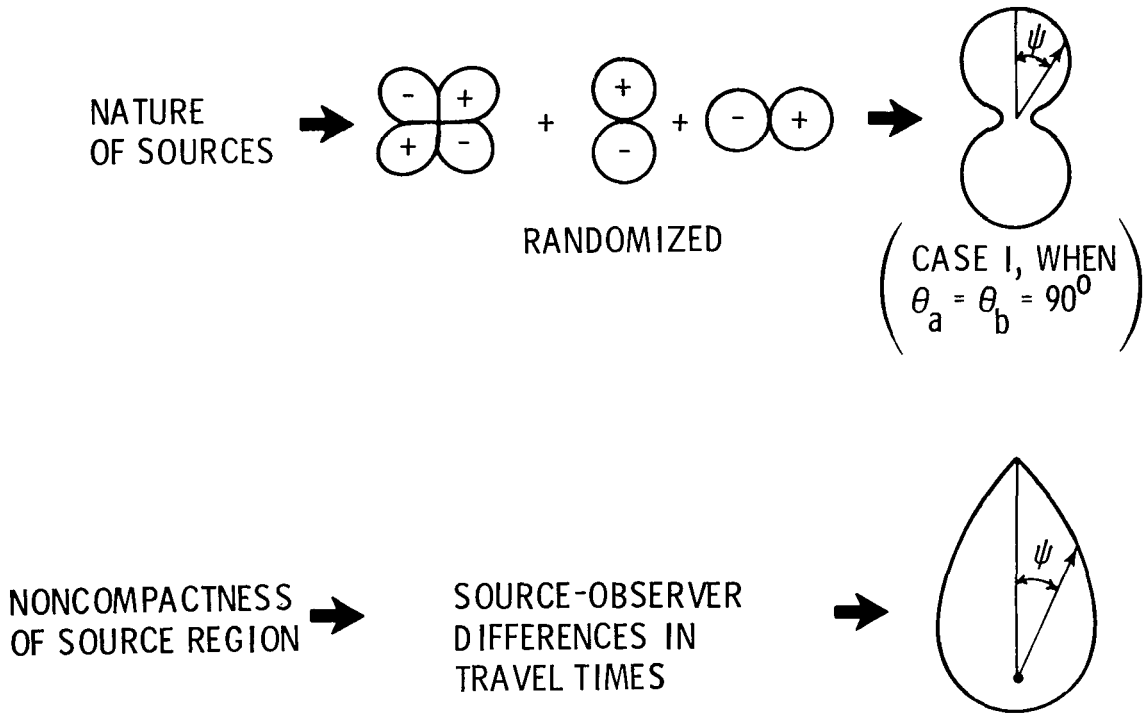 NATURE
OF SOURCES
- +
+ -
+
+
-
+
- +
ψ
RANDOMIZED
(CASE I, WHEN
θa = θb = 90°)
NONCOMPACTNESS
OF SOURCE REGION
SOURCE-OBSERVER
DIFFERENCES IN
TRAVEL TIMES
ψ